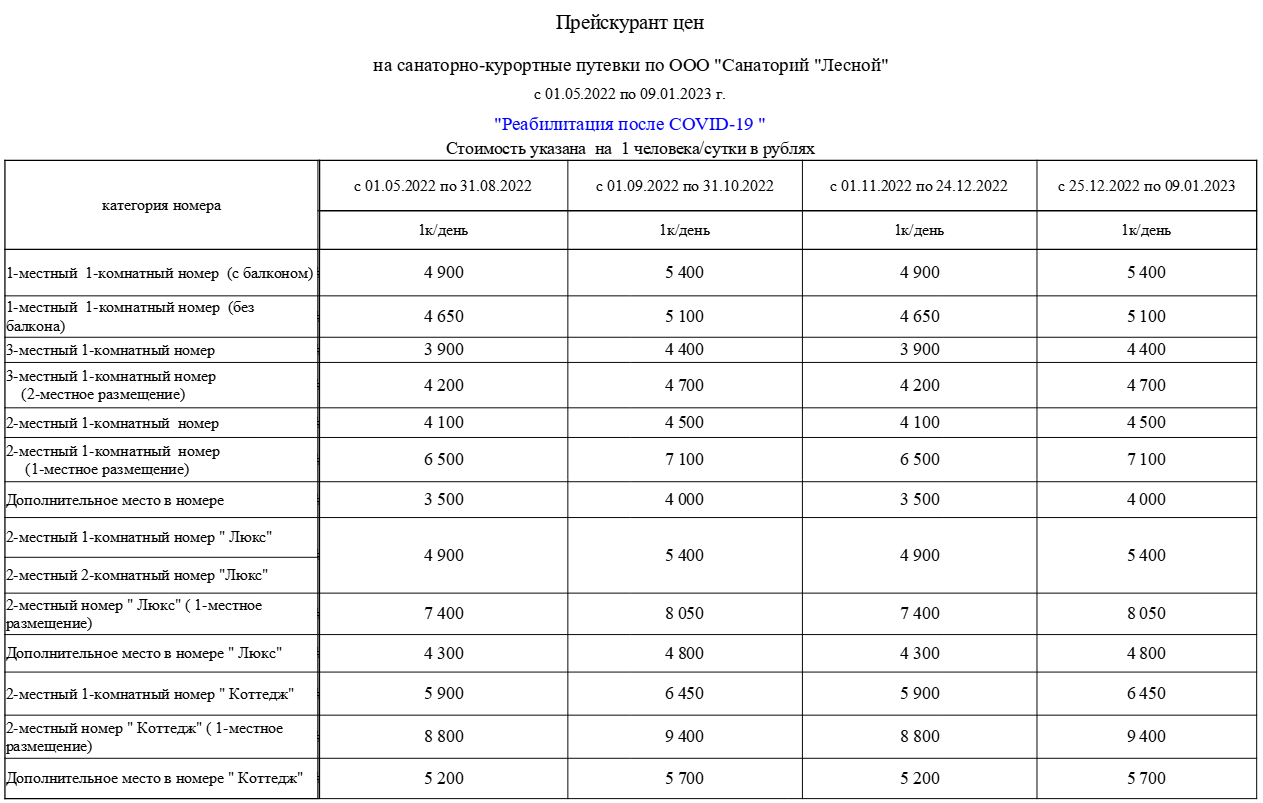 Прейскурант цен
на санаторно-курортные путевки по ООО "Санаторий "Лесной"
с 01.05.2022 по 09.01.2023 г.
"Реабилитация после COVID-19 "
Стоимость указана на 1 человека/сутки в рублях
категория номера
с 01.05.2022 по 31.08.2022 с 01.09.2022 по 31.10.2022 с 01.11.2022 по 24.12.2022 с 25.12.2022 по 09.01.2023
1к/день 1к/день 1к/день 1к/день
1-местный 1-комнатный номер (с балконом) 4 900 5 400 4 900 5 400
1-местный 1-комнатный номер (без
балкона) 4 650 5 100 4 650 5 100
3-местный 1-комнатный номер 3 900 4 400 3 900 4 400
3-местный 1-комнатный номер
(2-местное размещение) 4 200 4 700 4 200 4 700
2-местный 1-комнатный номер 4 100 4 500 4 100 4 500
2-местный 1-комнатный номер
(1-местное размещение) 6 500 7 100 6 500 7 100
Дополнительное место в номере 3 500 4 000 3 500 4 000
2-местный 1-комнатный номер " Люкс"
4 900 5 400 4 900 5 400
2-местный 2-комнатный номер "Люкс"
2-местный номер " Люкс" ( 1-местное
размещение) 7 400 8 050 7 400 8 050
Дополнительное место в номере " Люкс" 4 300 4 800 4 300 4 800
2-местный 1-комнатный номер " Коттедж" 5 900 6 450 5 900 6 450
2-местный номер " Коттедж" ( 1-местное
размещение) 8 800 9 400 8 800 9 400
Дополнительное место в номере " Коттедж" 5 200 5 700 5 200 5 700